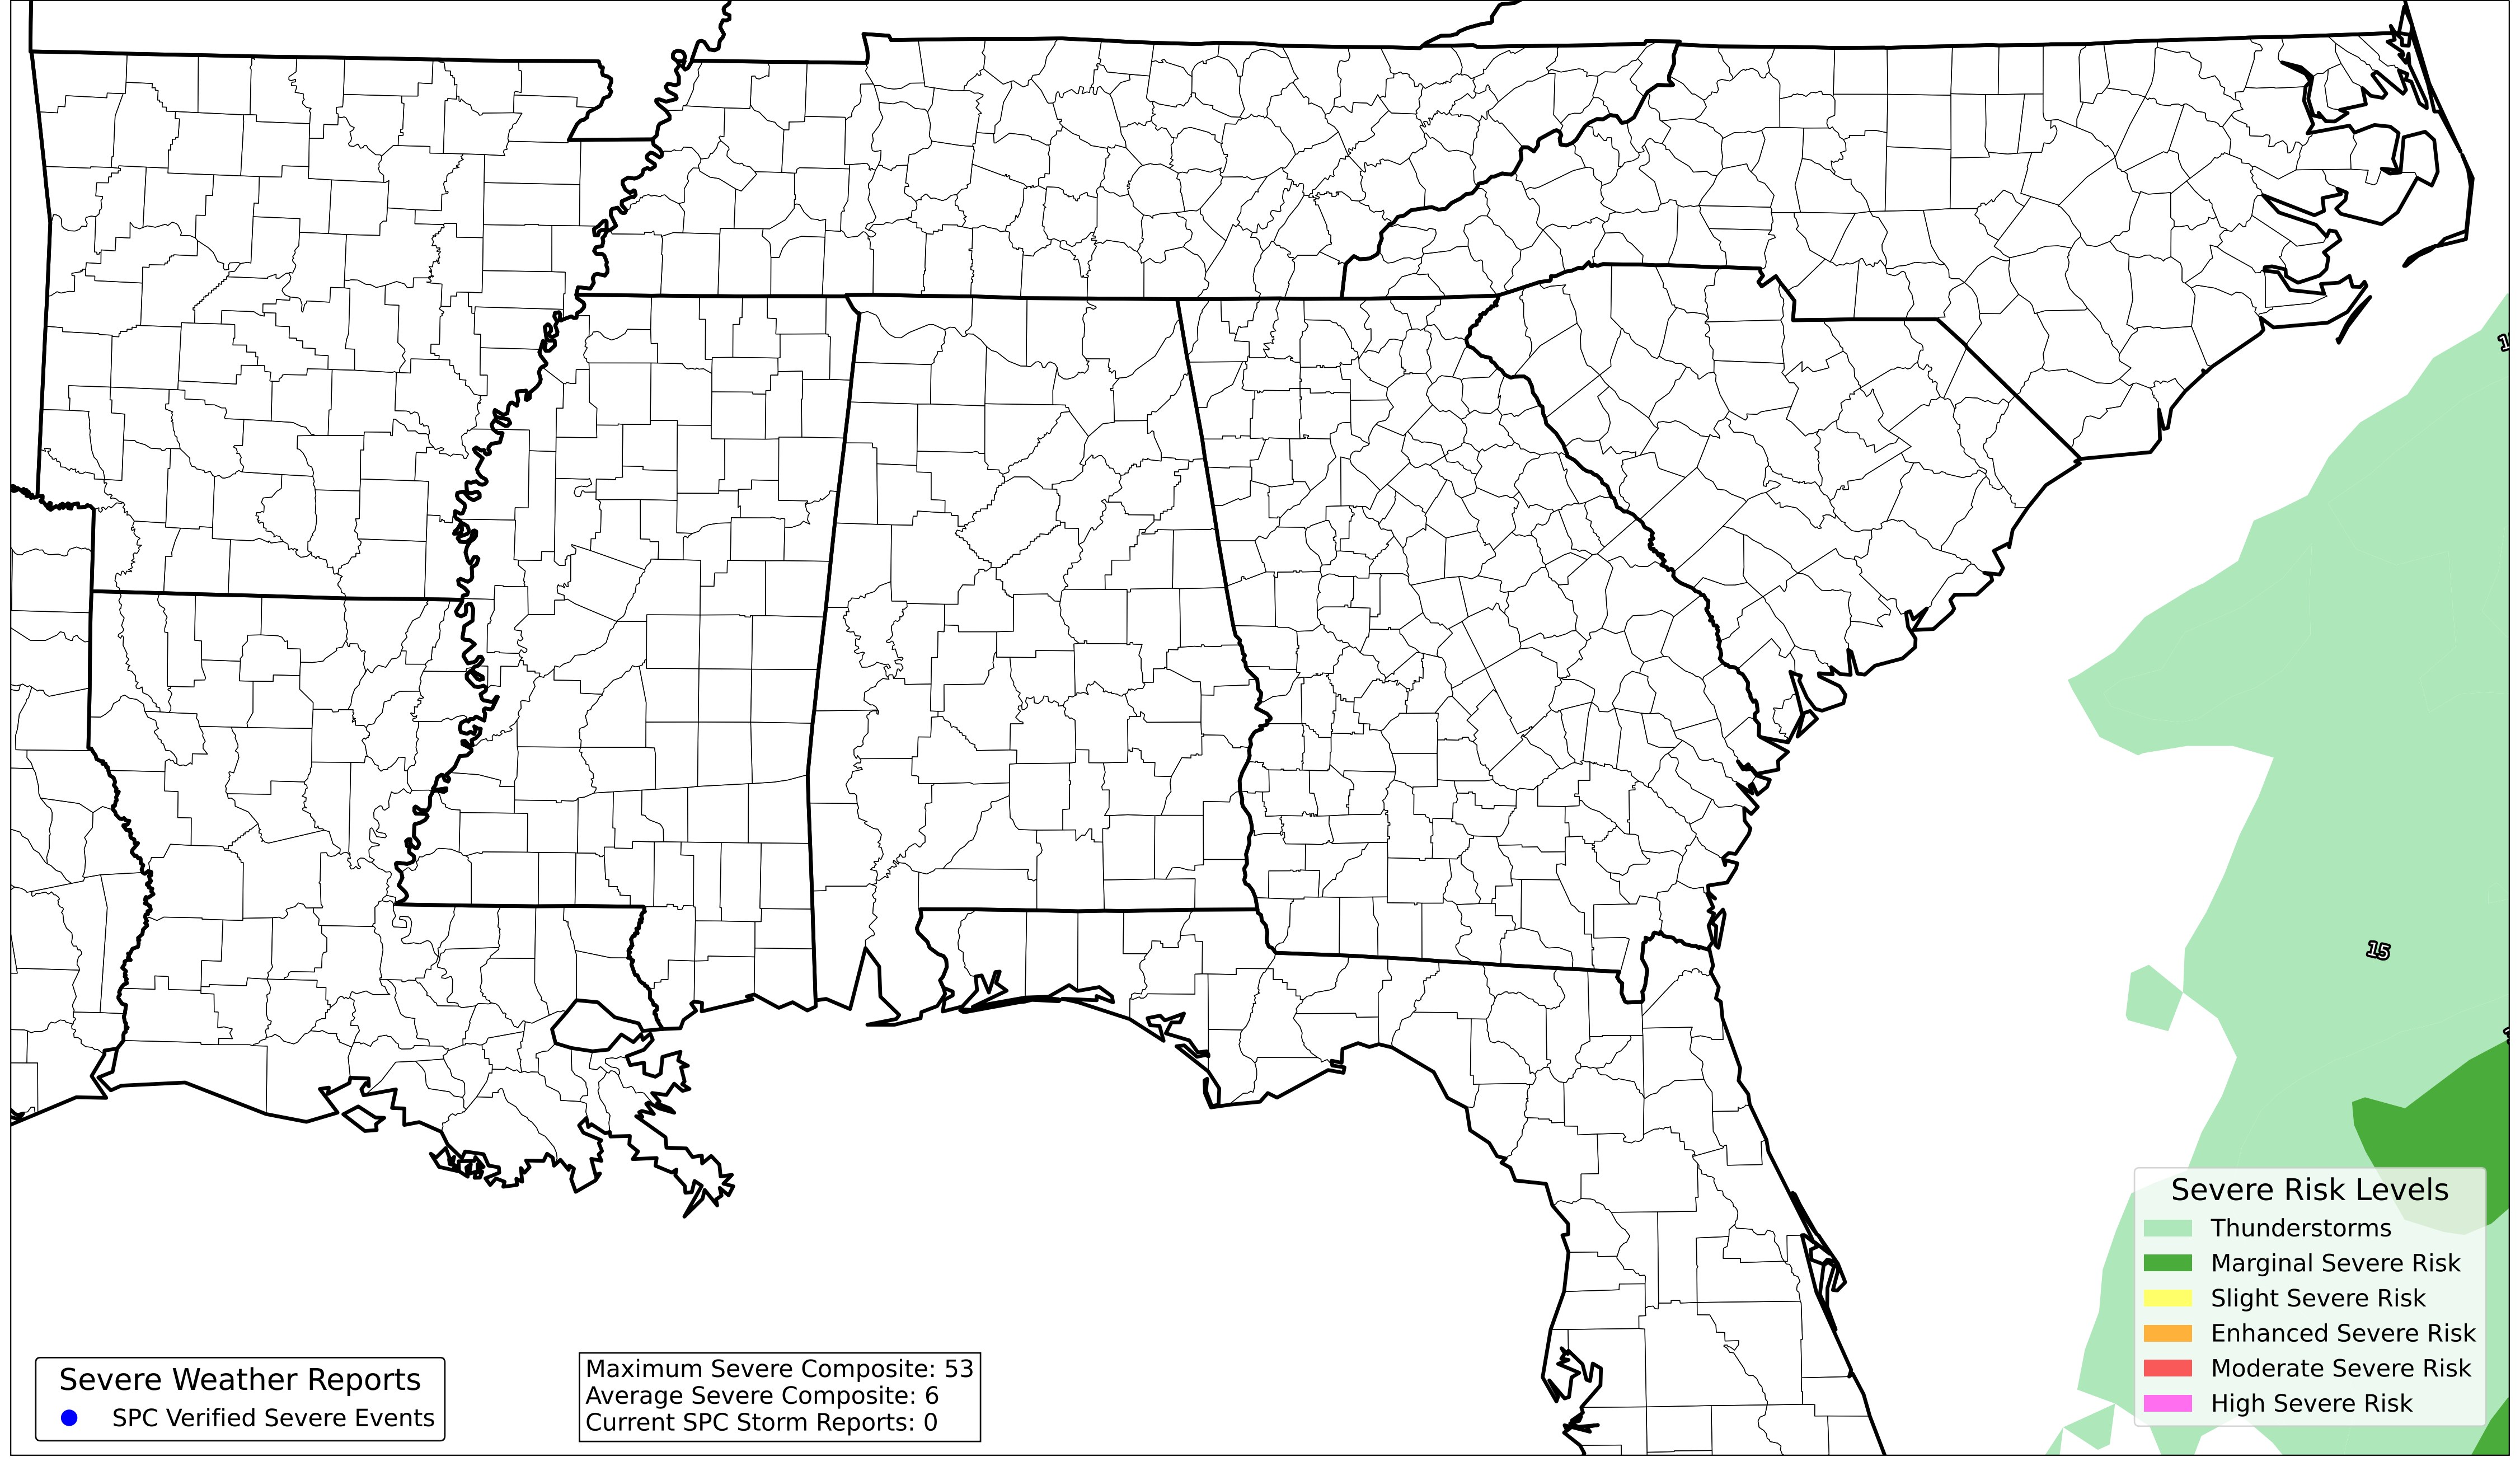 15
Severe Risk Levels
Thunderstorms
Marginal Severe Risk
Slight Severe Risk
Enhanced Severe Risk
Moderate Severe Risk
High Severe Risk
Severe Weather Reports
SPC Verified Severe Events
Maximum Severe Composite: 53
Average Severe Composite: 6
Current SPC Storm Reports: 0